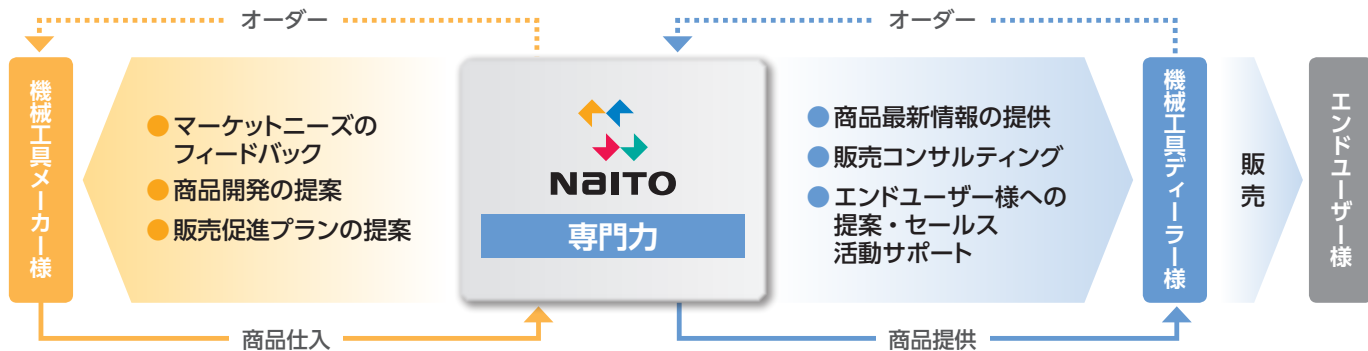 オーダー
オーダー
機械工具メーカー様
●マーケットニーズの
フィードバック
●商品開発の提案
●販売促進プランの提案
NaITO
専門力
●商品最新情報の提供
●販売コンサルティング
●エンドユーザー様への
提案・セールス
活動サポート
機械工具ディーラー様
販売
エンドユーザー様
商品仕入
商品提供